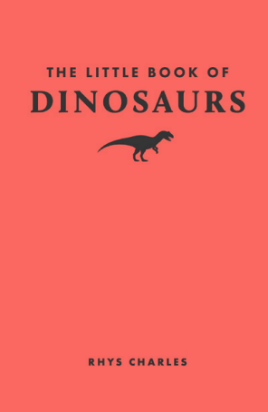 THE LITTLE BOOK OF
DINOSAURS
RHYS CHARLES